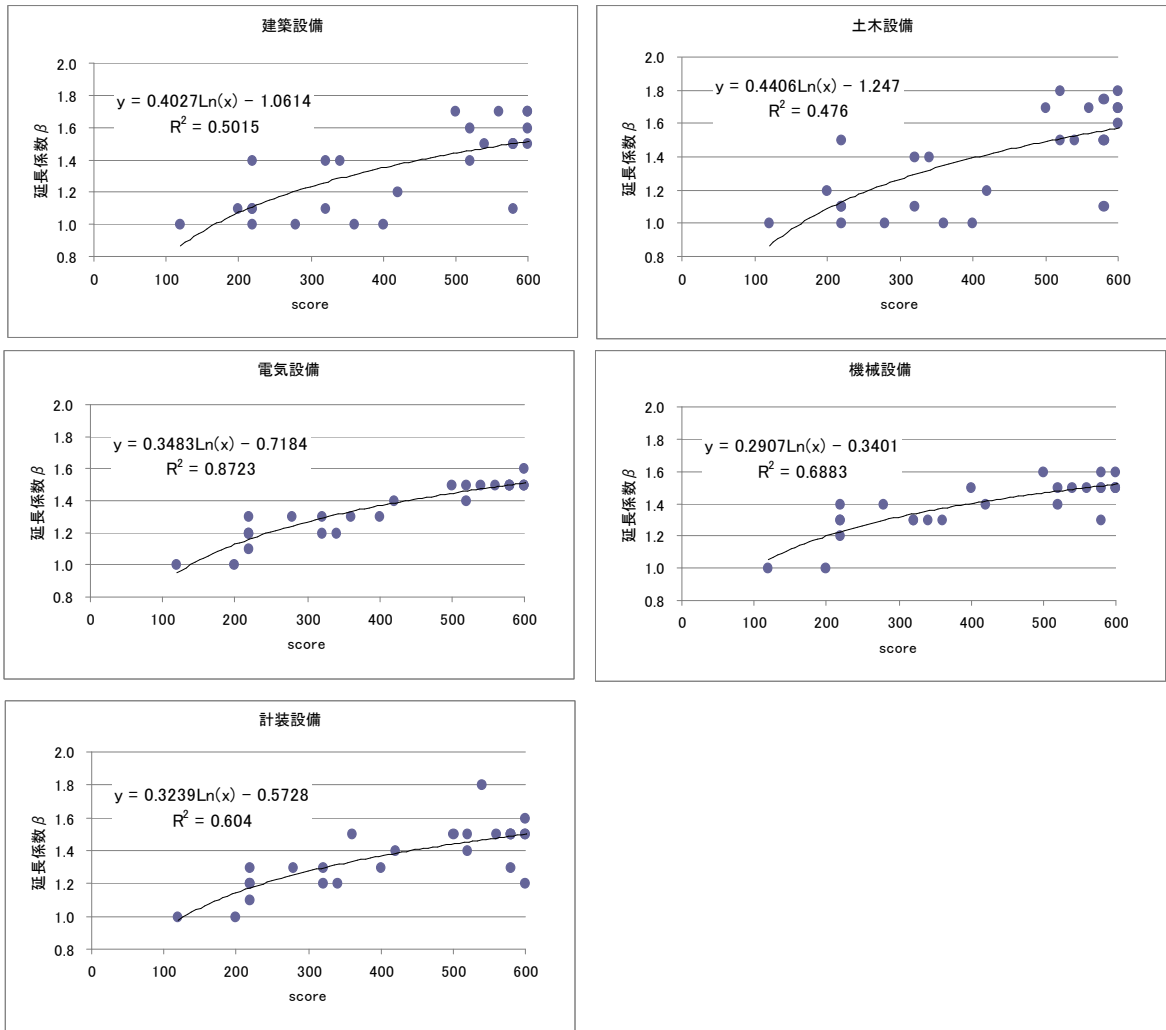 建築設備
2.0
1.8
1.6
1.4
1.2
1.0
0.8
延長係数β
y = 0.4027Ln(x) − 1.0614
R² = 0.5015
0 100 200 300 400 500 600
score
土木設備
2.0
1.8
1.6
1.4
1.2
1.0
0.8
延長係数β
y = 0.4406Ln(x) − 1.247
R² = 0.476
0 100 200 300 400 500 600
score
電気設備
2.0
1.8
1.6
1.4
1.2
1.0
0.8
延長係数β
y = 0.3483Ln(x) − 0.7184
R² = 0.8723
0 100 200 300 400 500 600
score
機械設備
2.0
1.8
1.6
1.4
1.2
1.0
0.8
延長係数β
y = 0.2907Ln(x) − 0.3401
R² = 0.6883
0 100 200 300 400 500 600
score
計装設備
2.0
1.8
1.6
1.4
1.2
1.0
0.8
延長係数β
y = 0.3239Ln(x) − 0.5728
R² = 0.604
0 100 200 300 400 500 600
score